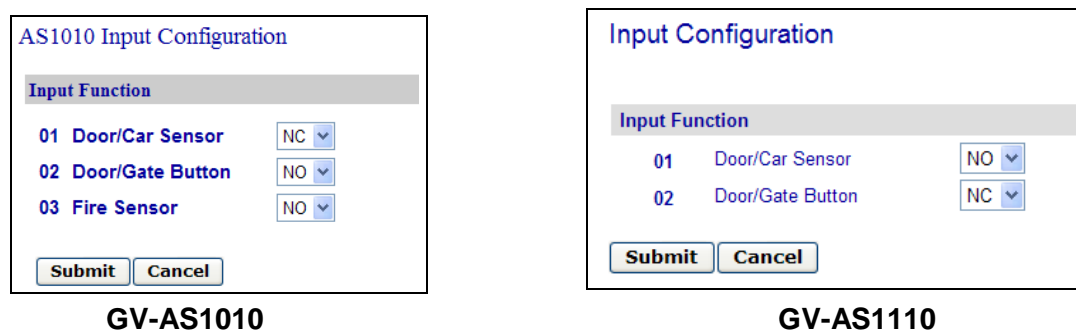 AS1010 Input Configuration
Input Function
01 Door/Car Sensor NC
02 Door/Gate Button NO
03 Fire Sensor NO
Submit Cancel
GV-AS1010
Input Configuration
Input Function
01 Door/Car Sensor NO
02 Door/Gate Button NC
Submit Cancel
GV-AS1110